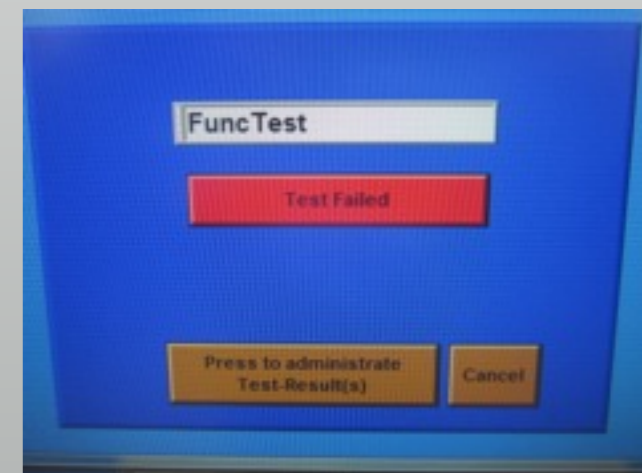 FuncTest
Test Failed
Press to administrate
Test-Result(s)
Cancel